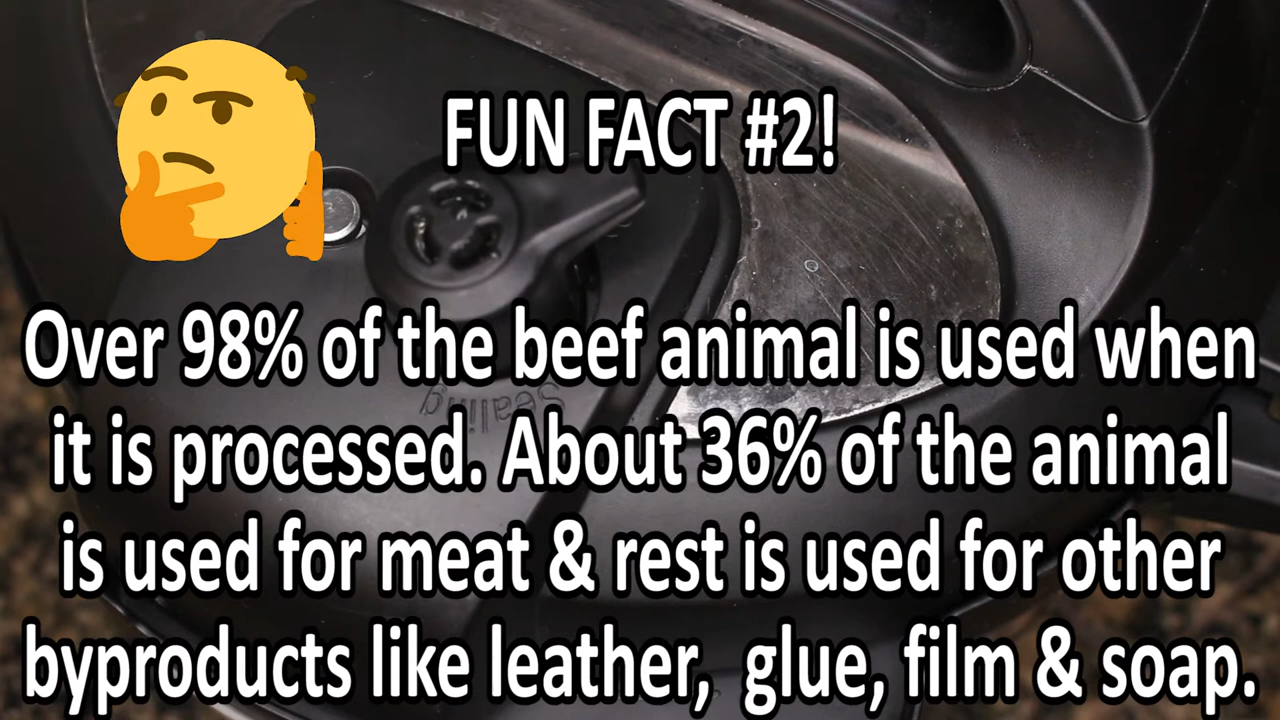 FUN FACT #2!
Sealing
Over 98% of the beef animal is used when
it is processed. About 36% of the animal
is used for meat & rest is used for other
byproducts like leather, glue, film & soap.